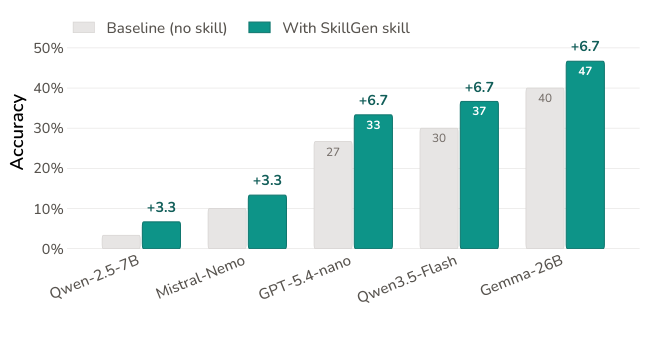 Baseline (no skill) With SkillGen skill
Accuracy
50%
40%
30%
20%
10%
0%
+3.3
+3.3
27
+6.7
33
30
+6.7
37
40
+6.7
47
Qwen-2.5-7B
Mistral-Nemo
GPT-5.4-nano
Qwen3.5-Flash
Gemma-26B